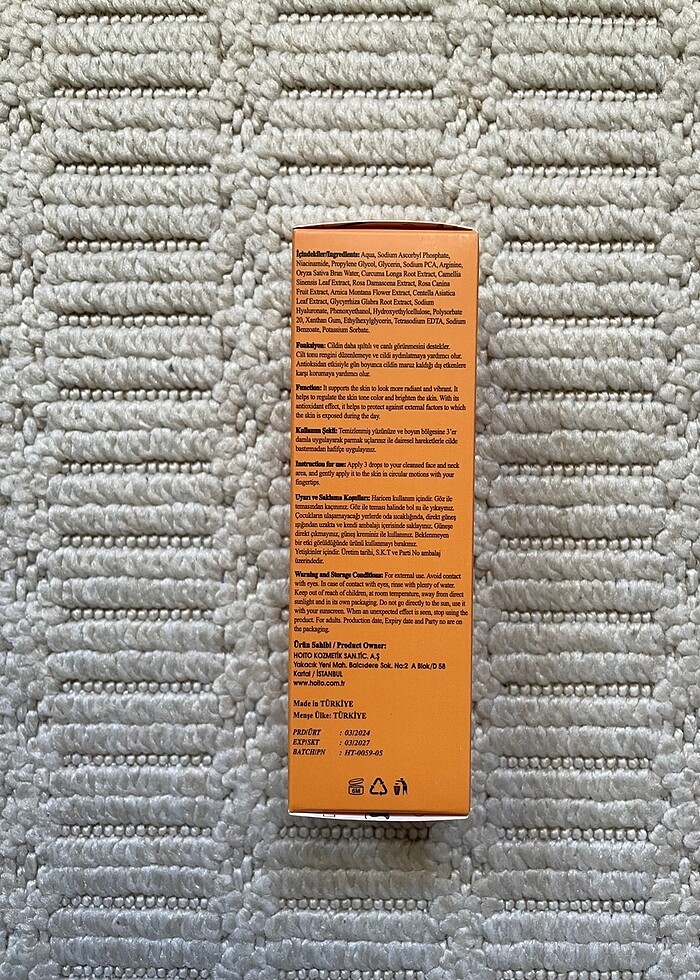 İçindekiler/Ingredients: Aqua, Sodium Ascorbyl Phosphate,
Niacinamide, Propylene Glycol, Glycerin, Sodium PCA, Arginine,
Oryza Sativa Bran Water, Curcuma Longa Root Extract, Camellia
Sinensis Leaf Extract, Rosa Damascena Extract, Rosa Canina
Fruit Extract, Arnica Montana Flower Extract, Centella Asiatica
Leaf Extract, Glycyrrhiza Glabra Root Extract, Sodium
Hyaluronate, Phenoxyethanol, Hydroxyethylcellulose, Polysorbate
20, Xanthan Gum, Ethylhexylglycerin, Tetrasodium EDTA, Sodium
Benzoate, Potassium Sorbate.
Fonksiyon: Cildin daha ışıltılı ve canlı görünmesini destekler.
Cilt tonu rengini düzenlemeye ve cildi aydınlatmaya yardımcı olur.
Antioksidan etkisiyle gün boyunca cildin maruz kaldığı dış etkenlere
karşı korumaya yardımcı olur.
Function: It supports the skin to look more radiant and vibrant. It
helps to regulate the skin tone color and brighten the skin. With its
antioxidant effect, it helps to protect against external factors to which
the skin is exposed during the day.
Kullanım Şekli: Temizlenmiş yüzünüze ve boyun bölgesine 3'er
damla uygulayarak parmak uçlarınız ile dairesel hareketlerle cilde
bastırmadan hafifçe uygulayınız.
Instruction for use: Apply 3 drops to your cleansed face and neck
area, and gently apply it to the skin in circular motions with your
fingertips.
Uyarı ve Saklama Koşulları: Haricen kullanım içindir. Göz ile
temasından kaçınınız. Göz ile teması halinde bol su ile yıkayınız.
Çocukların ulaşamayacağı yerlerde oda sıcaklığında, direkt güneş
ışığından uzakta ve kendi ambalajı içerisinde saklayınız. Güneşe
direkt çıkmayınız, güneş kreminiz ile kullanınız. Beklenmeyen
bir etki görüldüğünde ürünü kullanmayı bırakınız.
Yetişkinler içindir. Üretim tarihi, S.K.T ve Parti No ambalaj
üzerindedir.
Warning and Storage Conditions: For external use. Avoid contact
with eyes. In case of contact with eyes, rinse with plenty of water.
Keep out of reach of children, at room temperature, away from direct
sunlight and in its own packaging. Do not go directly to the sun, use it
with your sunscreen. When an unexpected effect is seen, stop using the
product. For adults. Production date, Expiry date and Party no are on
the packaging.
Ürün Sahibi / Product Owner:
HOITO KOZMETİK SAN.TİC. A.Ş
Yakacık Yeni Mah. Balcıdere Sok. No:2 A Blok/D 58
Kartal / İSTANBUL
www.hoito.com.tr
Made in TÜRKİYE
Menşe Ülke: TÜRKİYE
PRD/ÜRT : 03/2024
EXP/SKT : 03/2027
BATCH/PN : HT-0059-05
6M